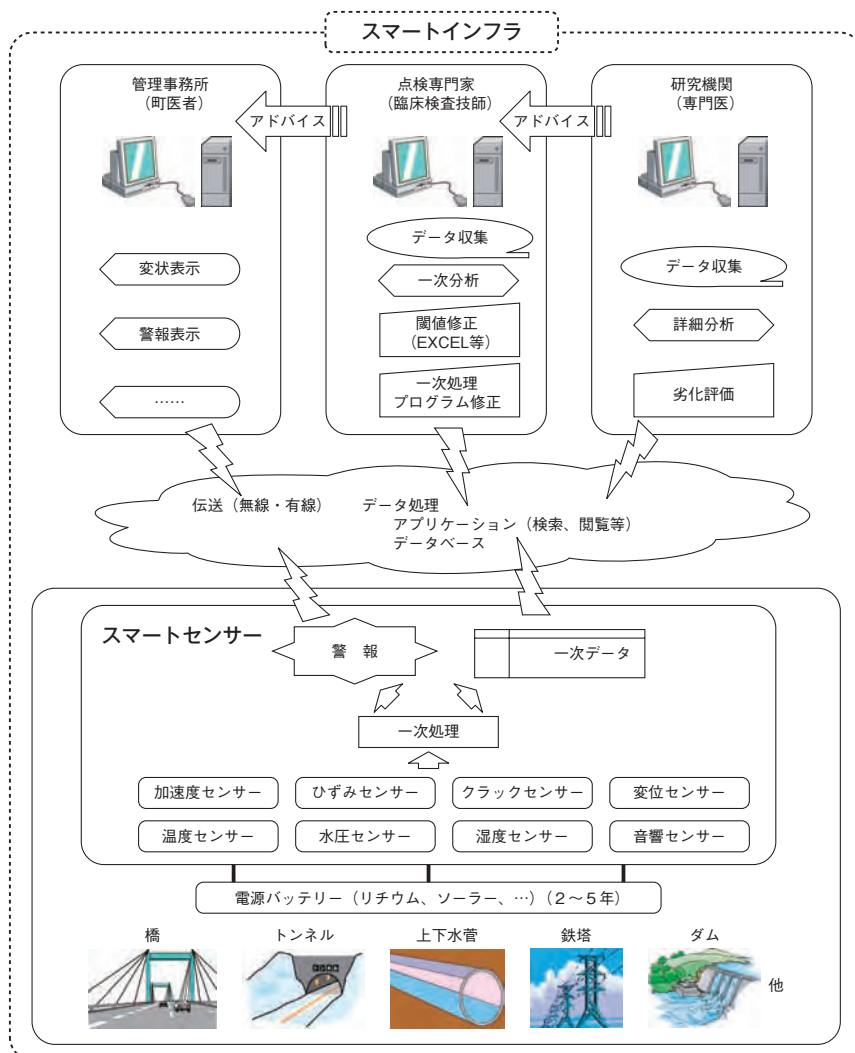 スマートインフラ
管理事務所
（町医者）
点検専門家
（臨床検査技師）
研究機関
（専門医）
アドバイス
アドバイス
変状表示
警報表示
……
データ収集
一次分析
閾値修正
（EXCEL等）
一次処理
プログラム修正
データ収集
詳細分析
劣化評価
伝送（無線・有線）
データ処理
アプリケーション（検索、閲覧等）
データベース
スマートセンサー
警　報
一次データ
一次処理
加速度センサー
ひずみセンサー
クラックセンサー
変位センサー
温度センサー
水圧センサー
湿度センサー
音響センサー
電源バッテリー（リチウム、ソーラー、…）（２〜５年）
橋
トンネル
上下水菅
鉄塔
ダム
他